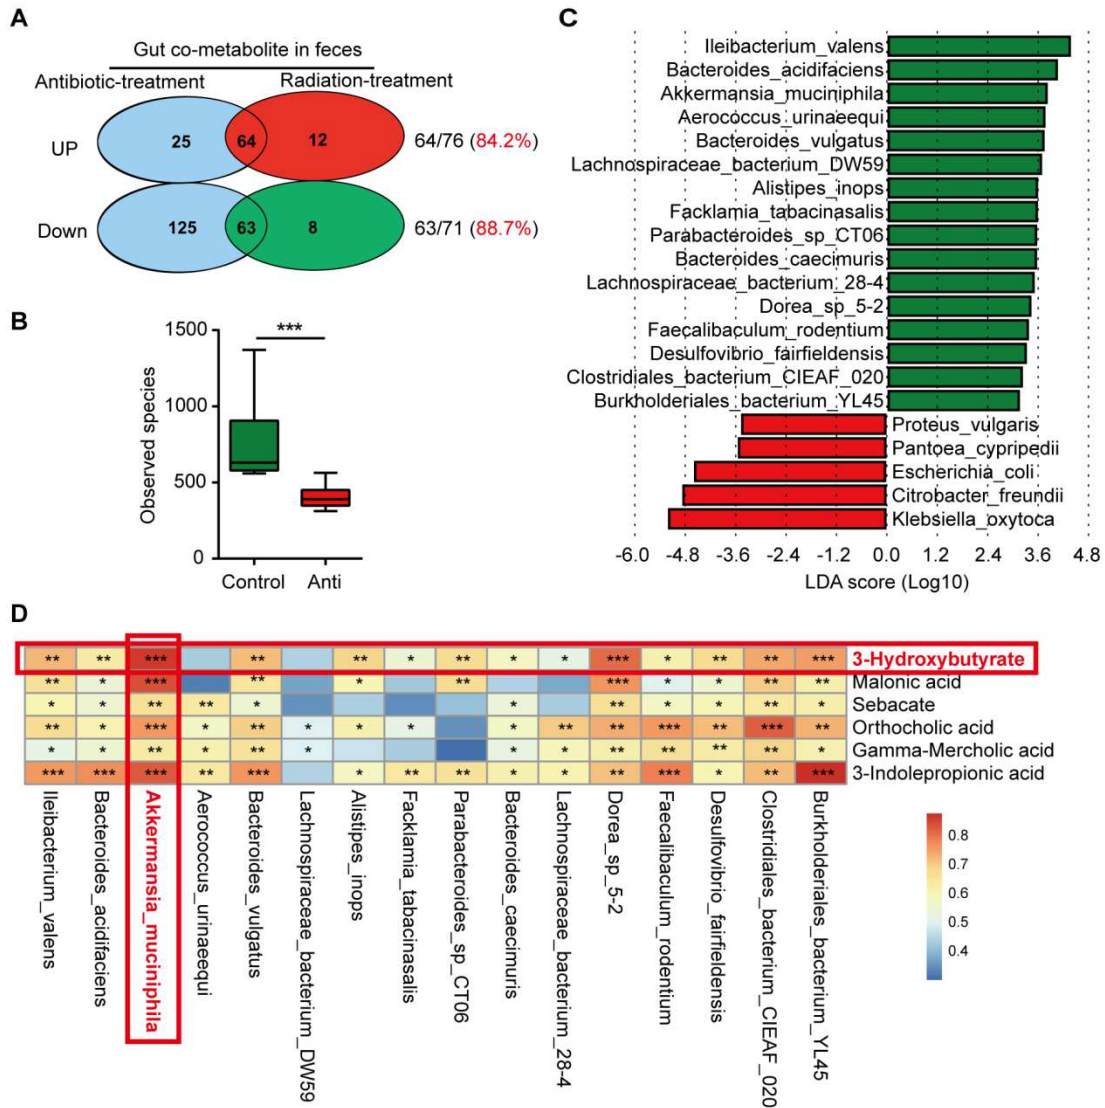 A
Gut co-metabolite in feces
Antibiotic-treatment Radiation-treatment
UP 25 64 12 64/76 (84.2%)
Down 125 63 8 63/71 (88.7%)
B
Observed species
1500
1000
500
0
***
Control Anti
C
Ileibacterium_valens
Bacteroides_acidifaciens
Akkermansia_muciniphila
Aerococcus_urinaeequi
Bacteroides_vulgatus
Lachnospiraceae_bacterium_DW59
Alistipes_inops
Facklamia_tabacinasalis
Parabacteroides_sp_CT06
Bacteroides_caecimuris
Lachnospiraceae_bacterium_28-4
Dorea_sp_5-2
Faecalibaculum_rodentium
Desulfovibrio_fairfieldensis
Clostridiales_bacterium_CIEAF_020
Burkholderiales_bacterium_YL45
Proteus_vulgaris
Pantoea_cypripedii
Escherichia_coli
Citrobacter_freundii
Klebsiella_oxytoca
-6.0 -4.8 -3.6 -2.4 -1.2 0.0 1.2 2.4 3.6 4.8
LDA score (Log10)
D
** ** *** ** ** * ** * * *** * ** ** *** 3-Hydroxybutyrate
** * *** ** * ** *** * * ** ** Malonic acid
* * ** ** * * ** * * ** * Sebacate
** * *** * ** * * * * ** ** *** ** *** ** Orthocholic acid
* * ** * ** * * * ** ** ** ** * Gamma-Mercholic acid
*** *** *** ** *** * ** ** * * ** *** * ** *** 3-Indolepropionic acid
Ileibacterium_valens
Bacteroides_acidifaciens
Akkermansia_muciniphila
Aerococcus_urinaeequi
Bacteroides_vulgatus
Lachnospiraceae_bacterium_DW59
Alistipes_inops
Facklamia_tabacinasalis
Parabacteroides_sp_CT06
Bacteroides_caecimuris
Lachnospiraceae_bacterium_28-4
Dorea_sp_5-2
Faecalibaculum_rodentium
Desulfovibrio_fairfieldensis
Clostridiales_bacterium_CIEAF_020
Burkholderiales_bacterium_YL45
0.8
0.7
0.6
0.5
0.4